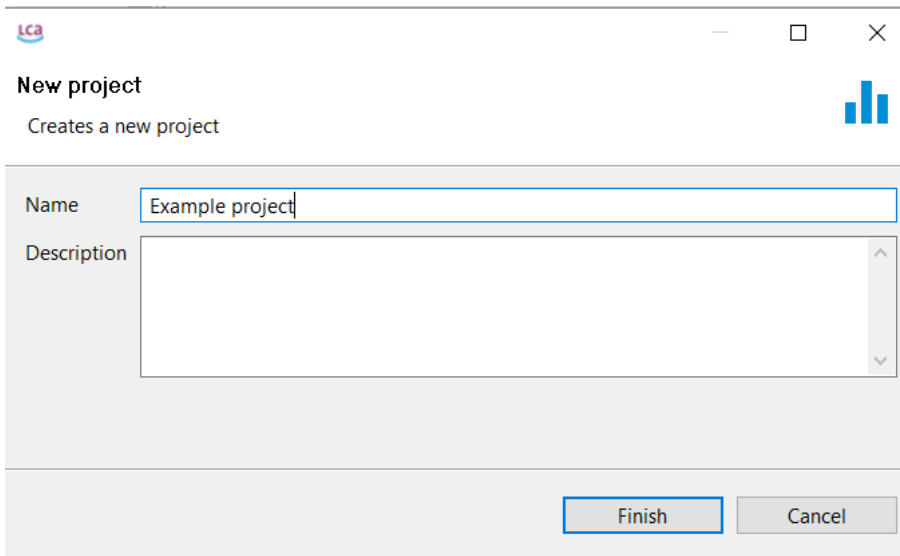 LCA
New project
Creates a new project
Name
Example project
Description
Finish
Cancel